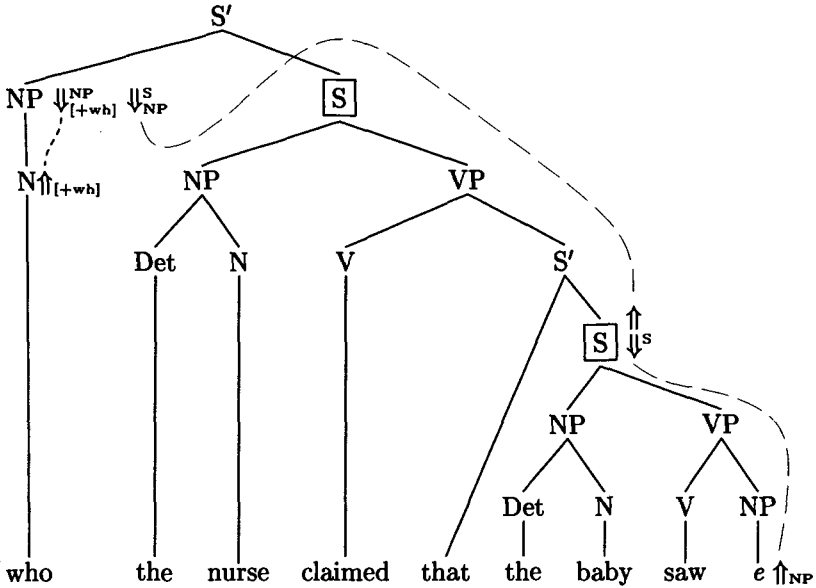 S′
NP ⇓NP[+wh] ⇓SNP S
N⇑[+wh] NP VP
Det N V S′
⇑
S ⇓S
NP VP
Det N V NP
who the nurse claimed that the baby saw e ⇑NP